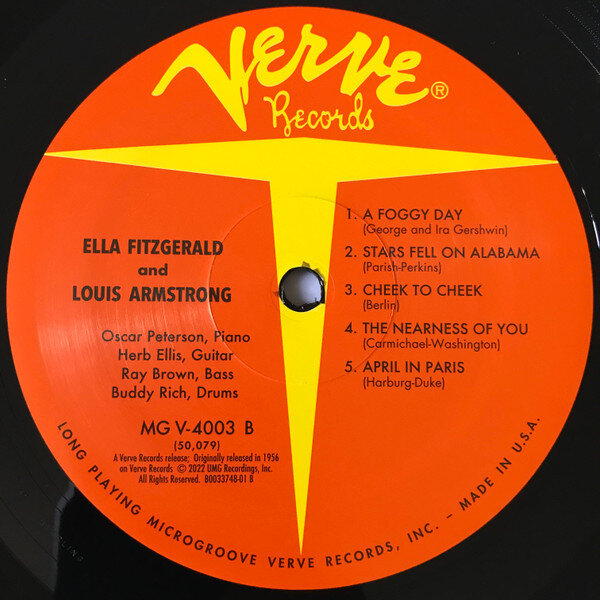 Verve®
Records
ELLA FITZGERALD
and
LOUIS ARMSTRONG
Oscar Peterson, Piano
Herb Ellis, Guitar
Ray Brown, Bass
Buddy Rich, Drums
MG V-4003 B
(50,079)
A Verve Records release; Originally released in 1956
on Verve Records © 2022 UMG Recordings, Inc.
All Rights Reserved. B0033748-01 B
1. A FOGGY DAY
(George and Ira Gershwin)
2. STARS FELL ON ALABAMA
(Parish-Perkins)
3. CHEEK TO CHEEK
(Berlin)
4. THE NEARNESS OF YOU
(Carmichael-Washington)
5. APRIL IN PARIS
(Harburg-Duke)
LONG PLAYING MICROGROOVE VERVE RECORDS, INC. – MADE IN U.S.A.